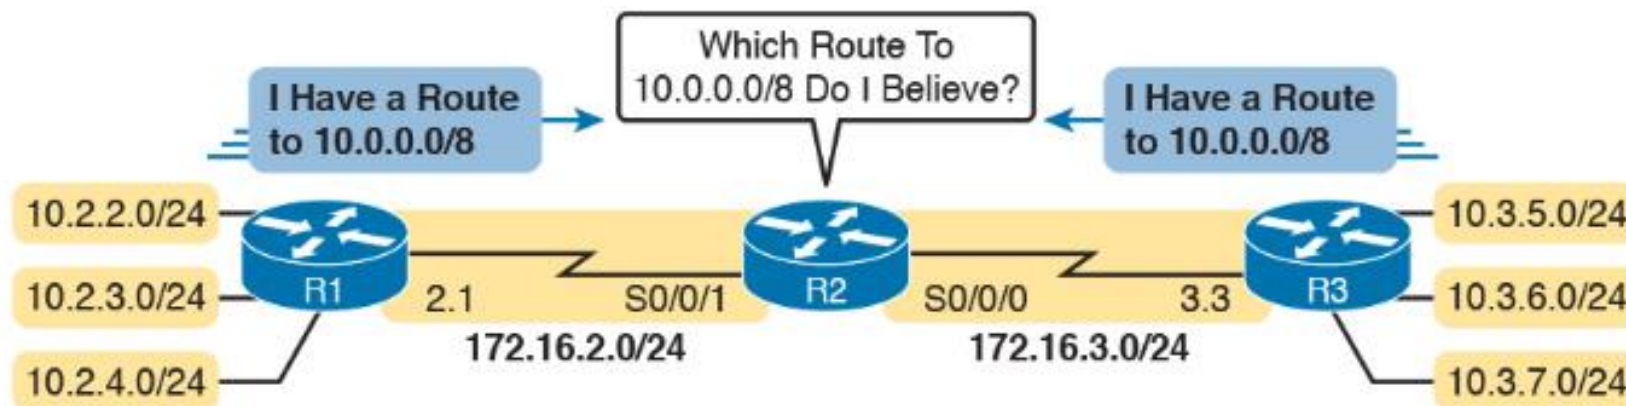 Which Route To
10.0.0.0/8 Do I Believe?
I Have a Route
to 10.0.0.0/8
I Have a Route
to 10.0.0.0/8
10.2.2.0/24
10.2.3.0/24
10.2.4.0/24
R1
2.1
S0/0/1
172.16.2.0/24
R2
S0/0/0
3.3
172.16.3.0/24
R3
10.3.5.0/24
10.3.6.0/24
10.3.7.0/24